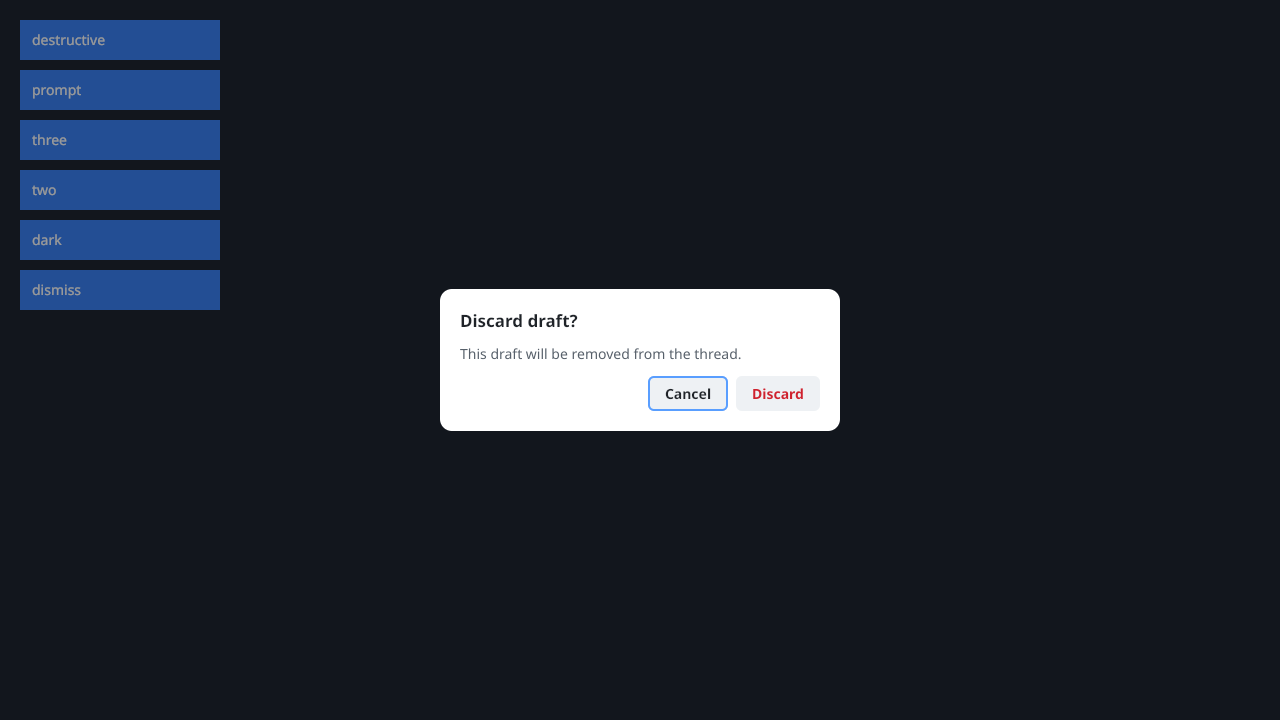 destructive
prompt
three
two
dark
dismiss
Discard draft?
This draft will be removed from the thread.
Cancel Discard